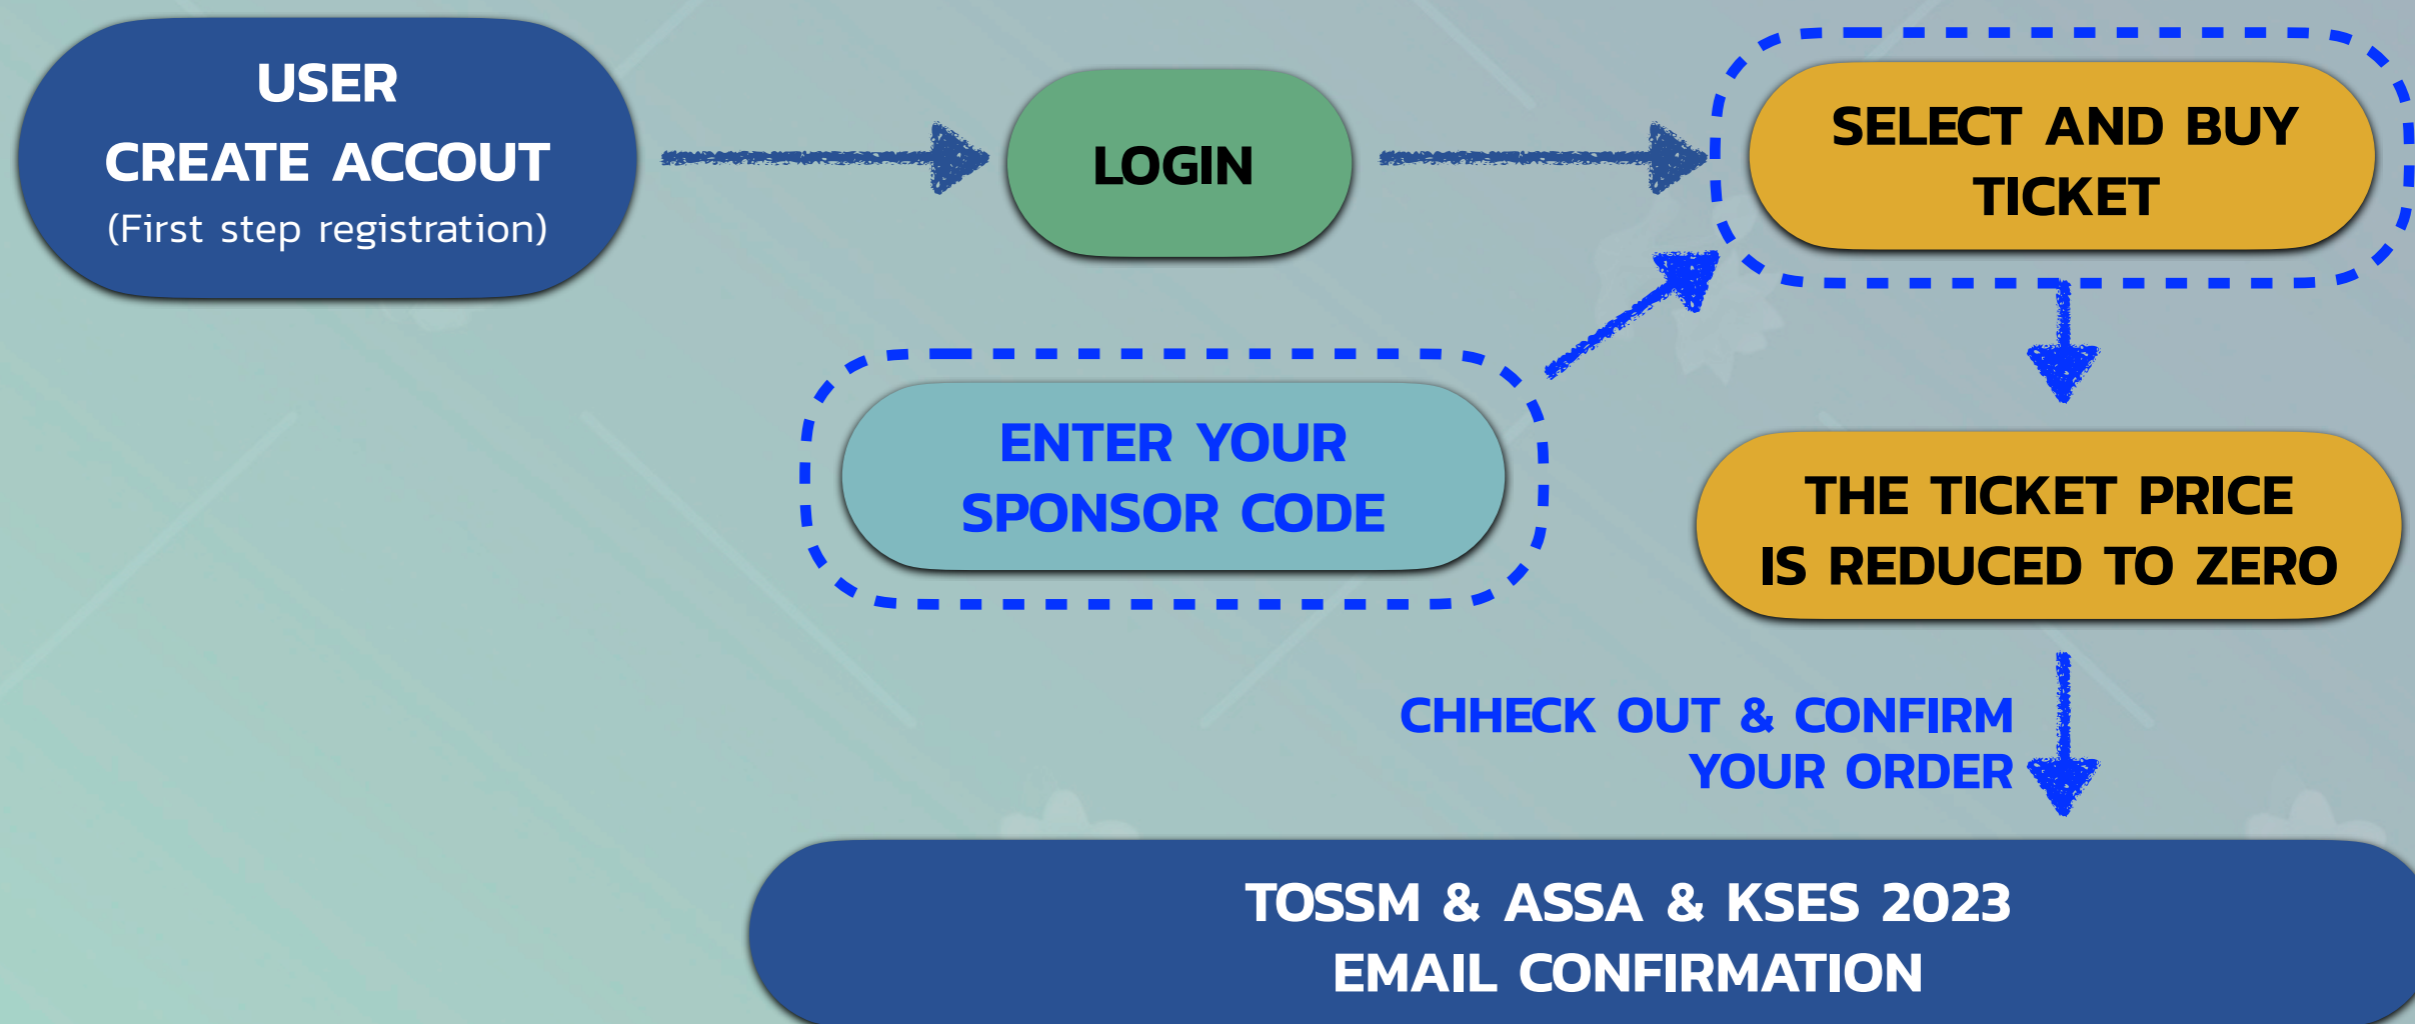 USER
CREATE ACCOUT
(First step registration)
LOGIN
SELECT AND BUY
TICKET
ENTER YOUR
SPONSOR CODE
THE TICKET PRICE
IS REDUCED TO ZERO
CHHECK OUT & CONFIRM
YOUR ORDER
TOSSM & ASSA & KSES 2023
EMAIL CONFIRMATION